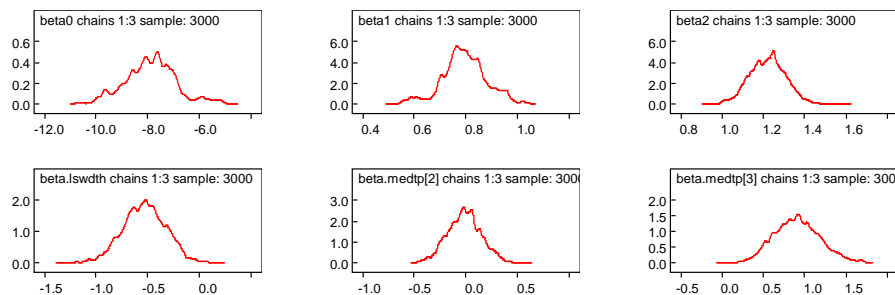 beta0 chains 1:3 sample: 3000
0.6
0.4
0.2
0.0
-12.0 -10.0 -8.0 -6.0
beta1 chains 1:3 sample: 3000
6.0
4.0
2.0
0.0
0.4 0.6 0.8 1.0
beta2 chains 1:3 sample: 3000
6.0
4.0
2.0
0.0
0.8 1.0 1.2 1.4 1.6
beta.lswdth chains 1:3 sample: 3000
2.0
1.0
0.0
-1.5 -1.0 -0.5 0.0
beta.medtp[2] chains 1:3 sample: 3000
3.0
2.0
1.0
0.0
-1.0 -0.5 0.0 0.5
beta.medtp[3] chains 1:3 sample: 300
2.0
1.5
1.0
0.5
0.0
-0.5 0.0 0.5 1.0 1.5